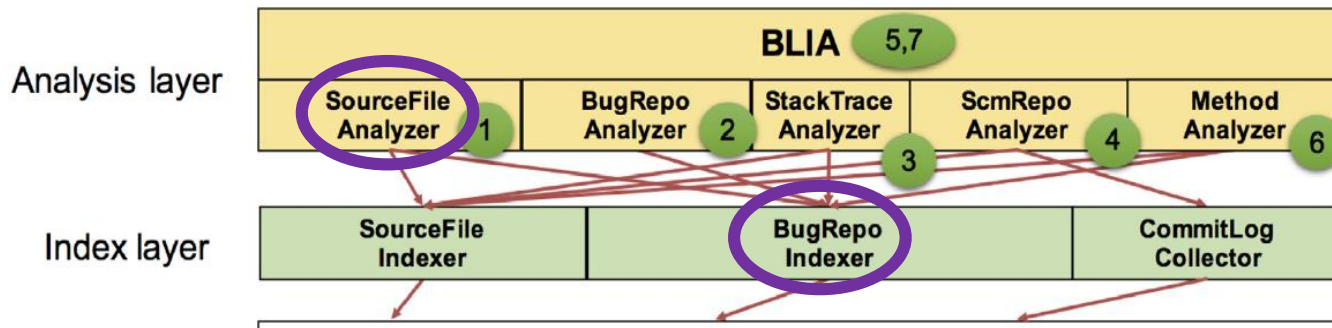 BLIA 5,7
Analysis layer
SourceFile Analyzer 1
BugRepo Analyzer 2
StackTrace Analyzer 3
ScmRepo Analyzer 4
Method Analyzer 6
Index layer
SourceFile Indexer
BugRepo Indexer
CommitLog Collector